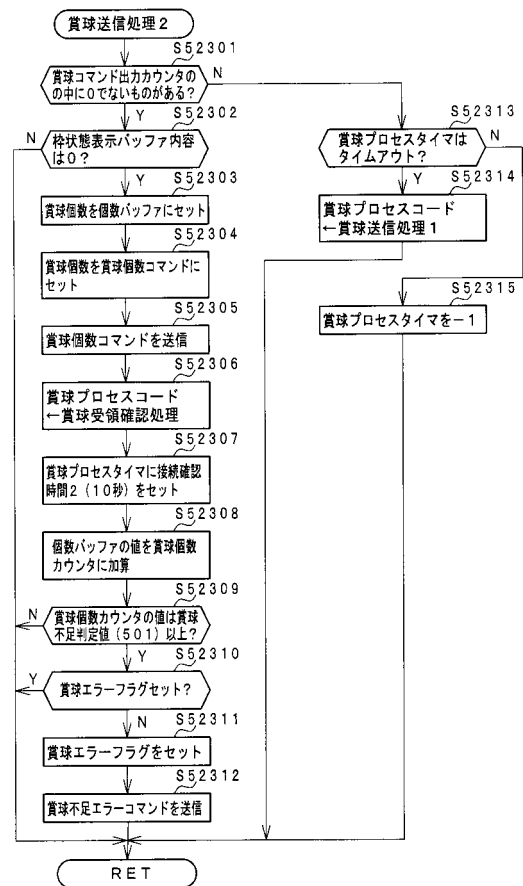 賞球送信処理2
S52301
賞球コマンド出力カウンタの
の中に0でないものがある?
N
Y
S52302
枠状態表示バッファ内容
は0?
N
Y
S52303
賞球個数を個数バッファにセット
S52304
賞球個数を賞球個数コマンドに
セット
S52305
賞球個数コマンドを送信
S52306
賞球プロセスコード
←賞球受領確認処理
S52307
賞球プロセスタイマに接続確認
時間2(10秒)をセット
S52308
個数バッファの値を賞球個数
カウンタに加算
S52309
賞球個数カウンタの値は賞球
不足判定値(501)以上?
N
Y
S52310
賞球エラーフラグセット?
Y
N
S52311
賞球エラーフラグをセット
S52312
賞球不足エラーコマンドを送信
RET
S52313
賞球プロセスタイマは
タイムアウト?
N
Y
S52314
賞球プロセスコード
←賞球送信処理1
S52315
賞球プロセスタイマを-1